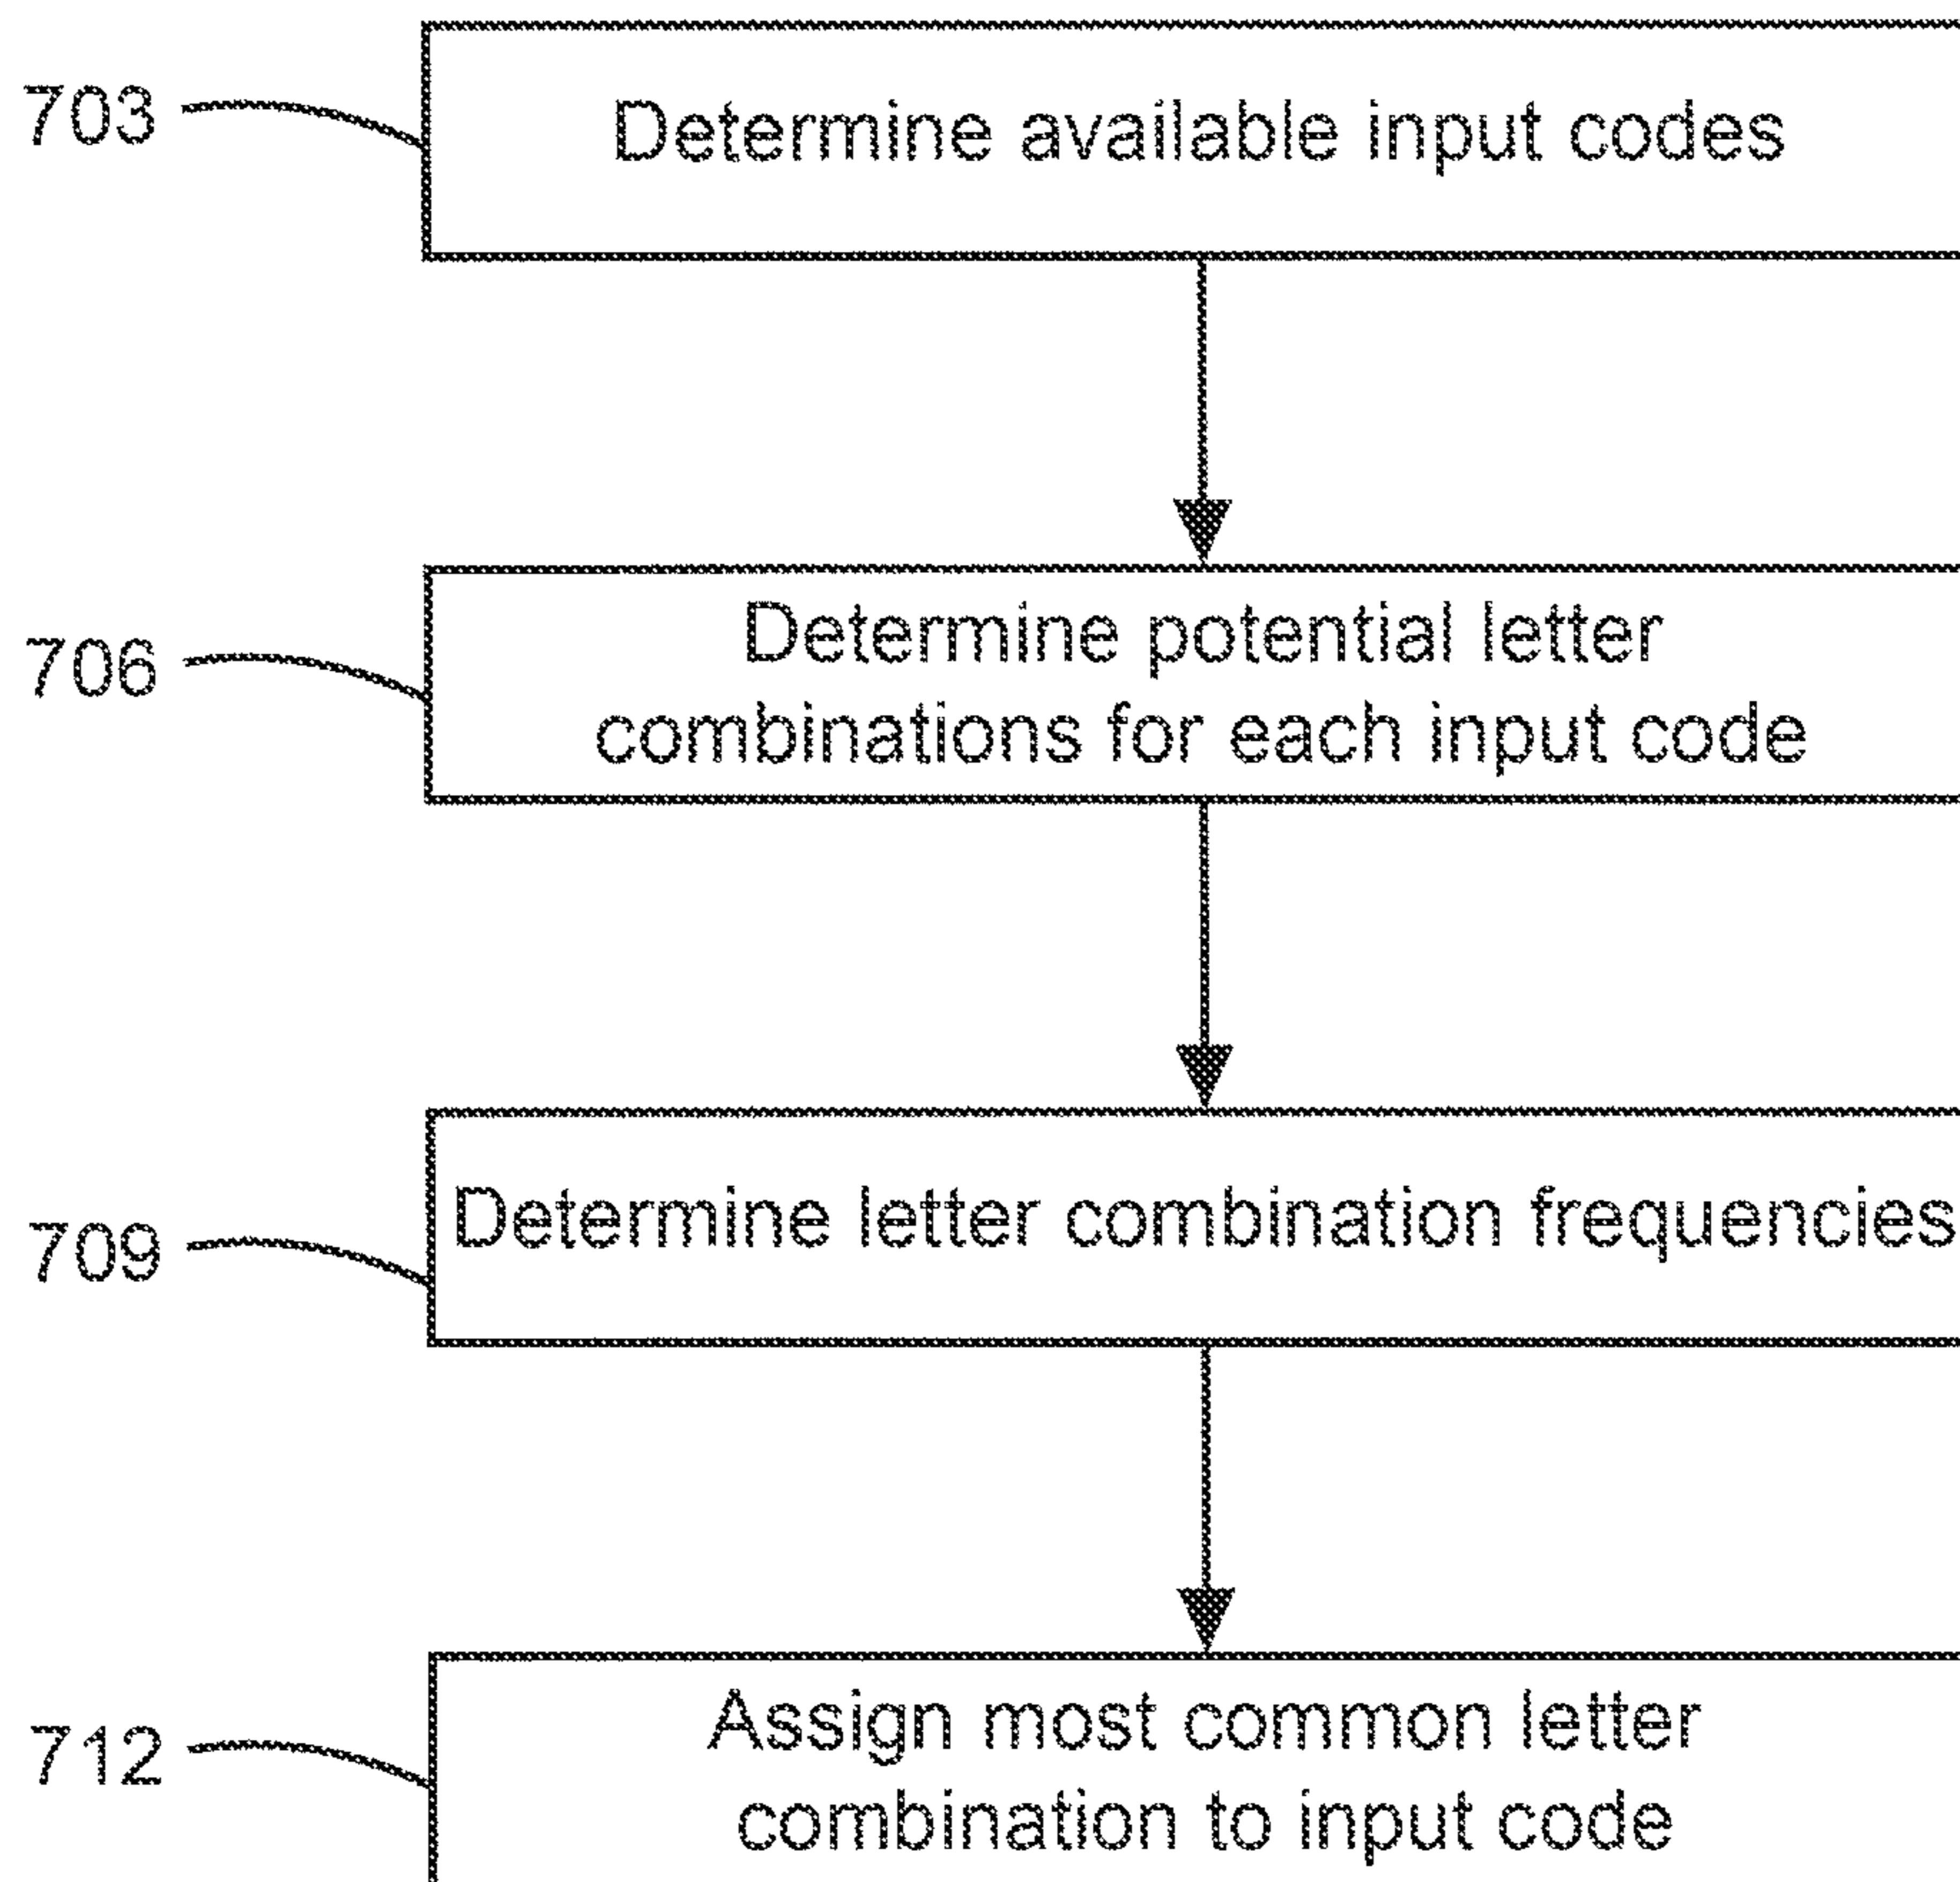 703
Determine available input codes
706
Determine potential letter
combinations for each input code
709
Determine letter combination frequencies
712
Assign most common letter
combination to input code